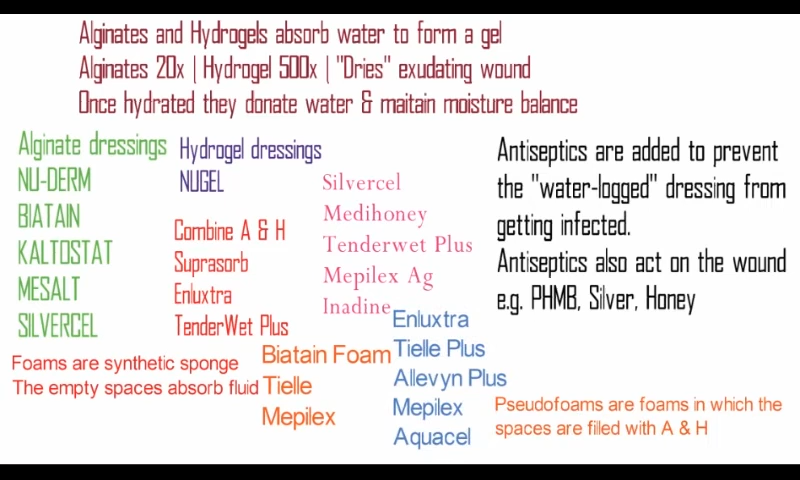 Alginates and Hydrogels absorb water to form a gel
Alginates 20x | Hydrogel 500x | "Dries" exudating wound
Once hydrated they donate water & maitain moisture balance
Alginate dressings
NU-DERM
BIATAIN
KALTOSTAT
MESALT
SILVERCEL
Hydrogel dressings
NUGEL
Combine A & H
Suprasorb
Enluxtra
TenderWet Plus
Silvercel
Medihoney
Tenderwet Plus
Mepilex Ag
Inadine
Antiseptics are added to prevent
the "water-logged" dressing from
getting infected.
Antiseptics also act on the wound
e.g. PHMB, Silver, Honey
Foams are synthetic sponge
The empty spaces absorb fluid
Biatain Foam
Tielle
Mepilex
Enluxtra
Tielle Plus
Allevyn Plus
Mepilex
Aquacel
Pseudofoams are foams in which the
spaces are filled with A & H